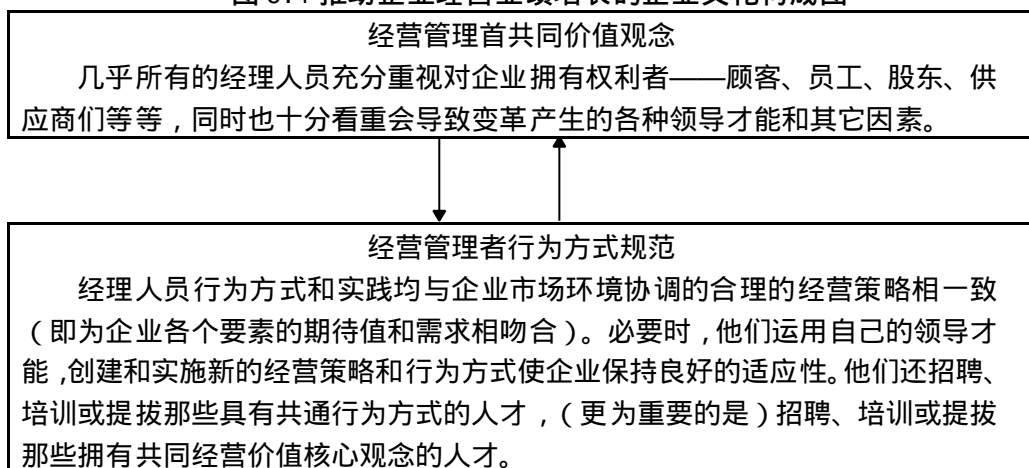 经营管理首共同价值观念
几乎所有的经理人员充分重视对企业拥有权利者——顾客、员工、股东、供
应商们等等，同时也十分看重会导致变革产生的各种领导才能和其它因素。
经营管理者行为方式规范
经理人员行为方式和实践均与企业市场环境协调的合理的经营策略相一致
（即为企业各个要素的期待值和需求相吻合）。必要时，他们运用自己的领导才
能，创建和实施新的经营策略和行为方式使企业保持良好的适应性。他们还招聘、
培训或提拔那些具有共通行为方式的人才，（更为重要的是）招聘、培训或提拔
那些拥有共同经营价值核心观念的人才。